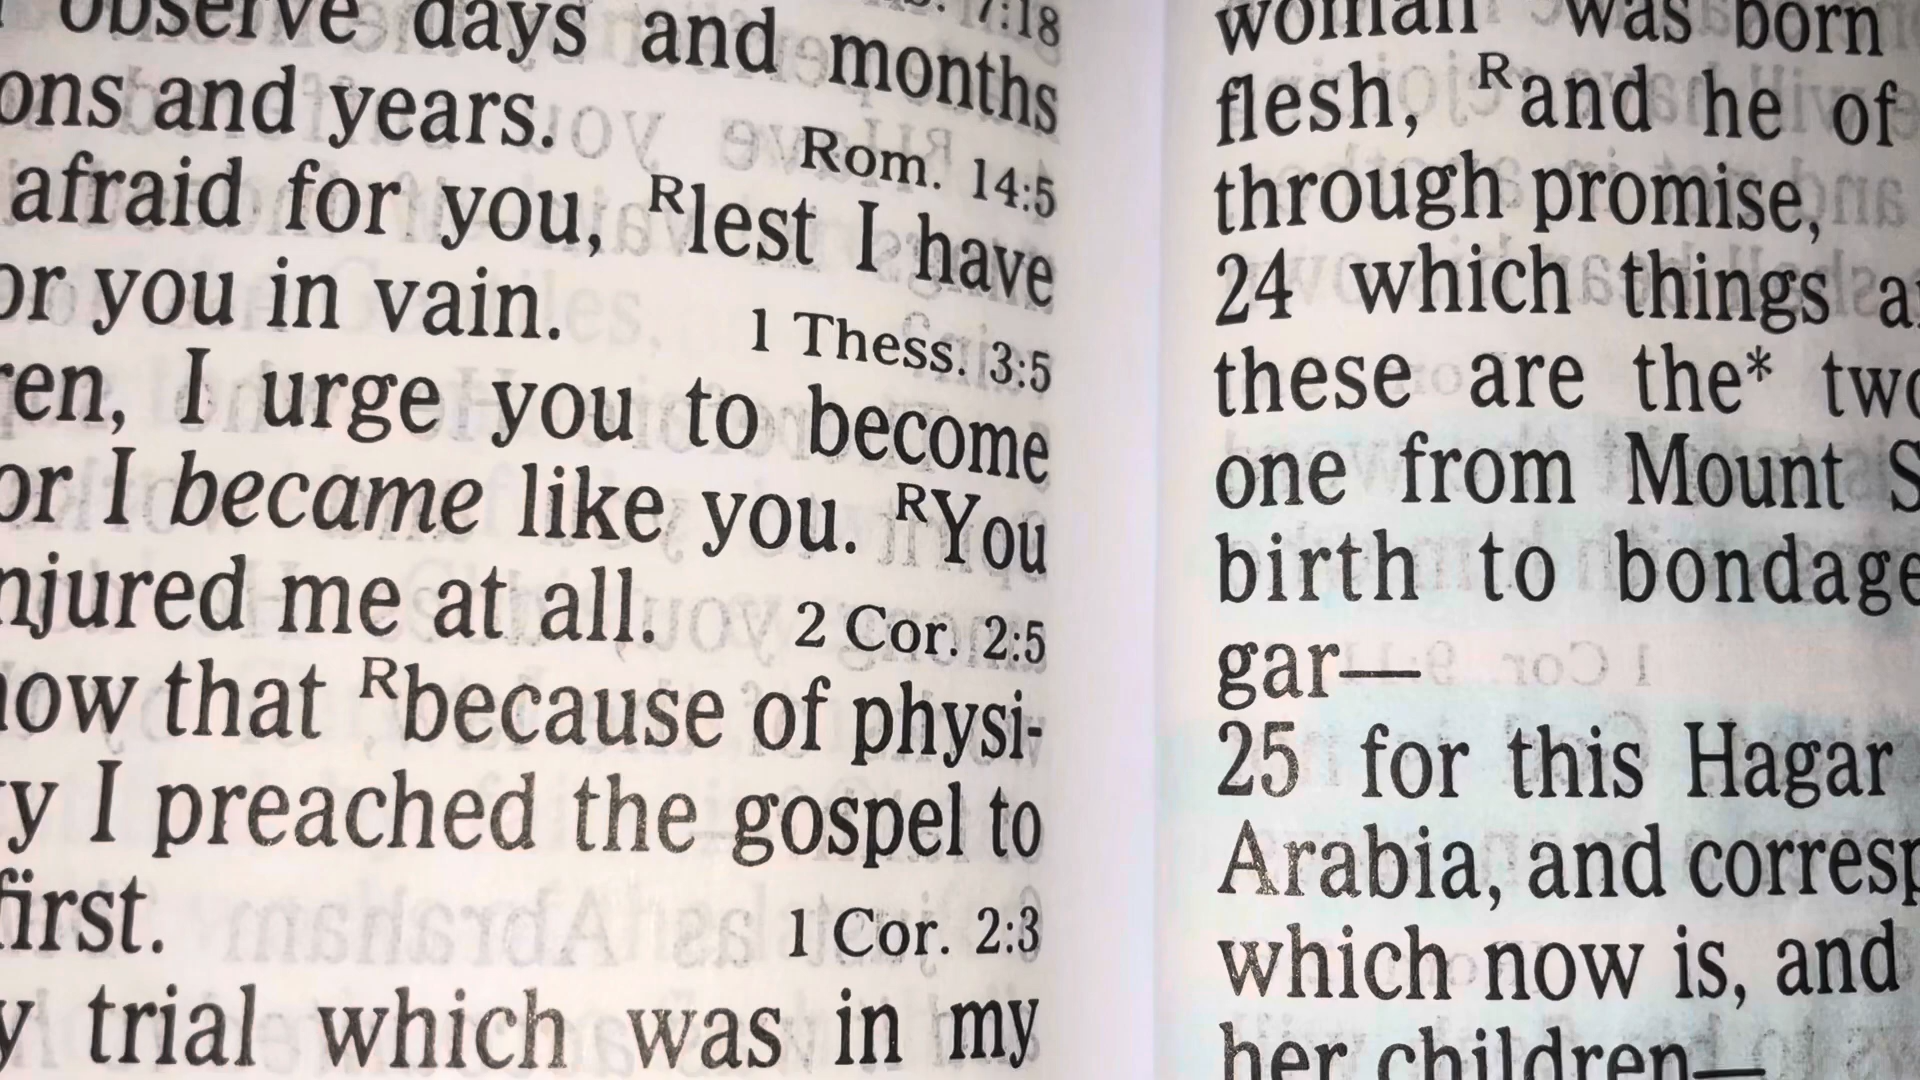 observe days and months
ons and years.
Rom. 14:5
afraid for you, Rlest I have
or you in vain.
1 Thess. 3:5
ren, I urge you to become
or I became like you. RYou
njured me at all.
2 Cor. 2:5
now that Rbecause of physi-
y I preached the gospel to
first.
1 Cor. 2:3
y trial which was in my
woman was born
flesh, Rand he of
through promise,
24 which things a
these are the* two
one from Mount S
birth to bondage
gar—
25 for this Hagar
Arabia, and corresp
which now is, and
her children—